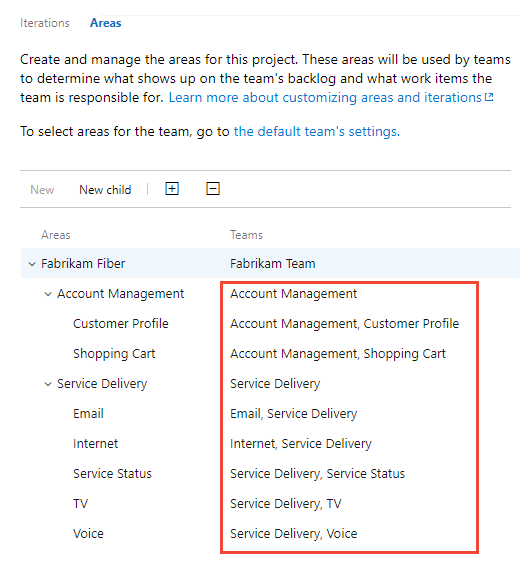 Iterations Areas
Create and manage the areas for this project. These areas will be used by teams
to determine what shows up on the team's backlog and what work items the
team is responsible for. Learn more about customizing areas and iterations
To select areas for the team, go to the default team's settings.
New New child
Areas Teams
Fabrikam Fiber Fabrikam Team
Account Management Account Management
Customer Profile Account Management, Customer Profile
Shopping Cart Account Management, Shopping Cart
Service Delivery Service Delivery
Email Email, Service Delivery
Internet Internet, Service Delivery
Service Status Service Delivery, Service Status
TV Service Delivery, TV
Voice Service Delivery, Voice